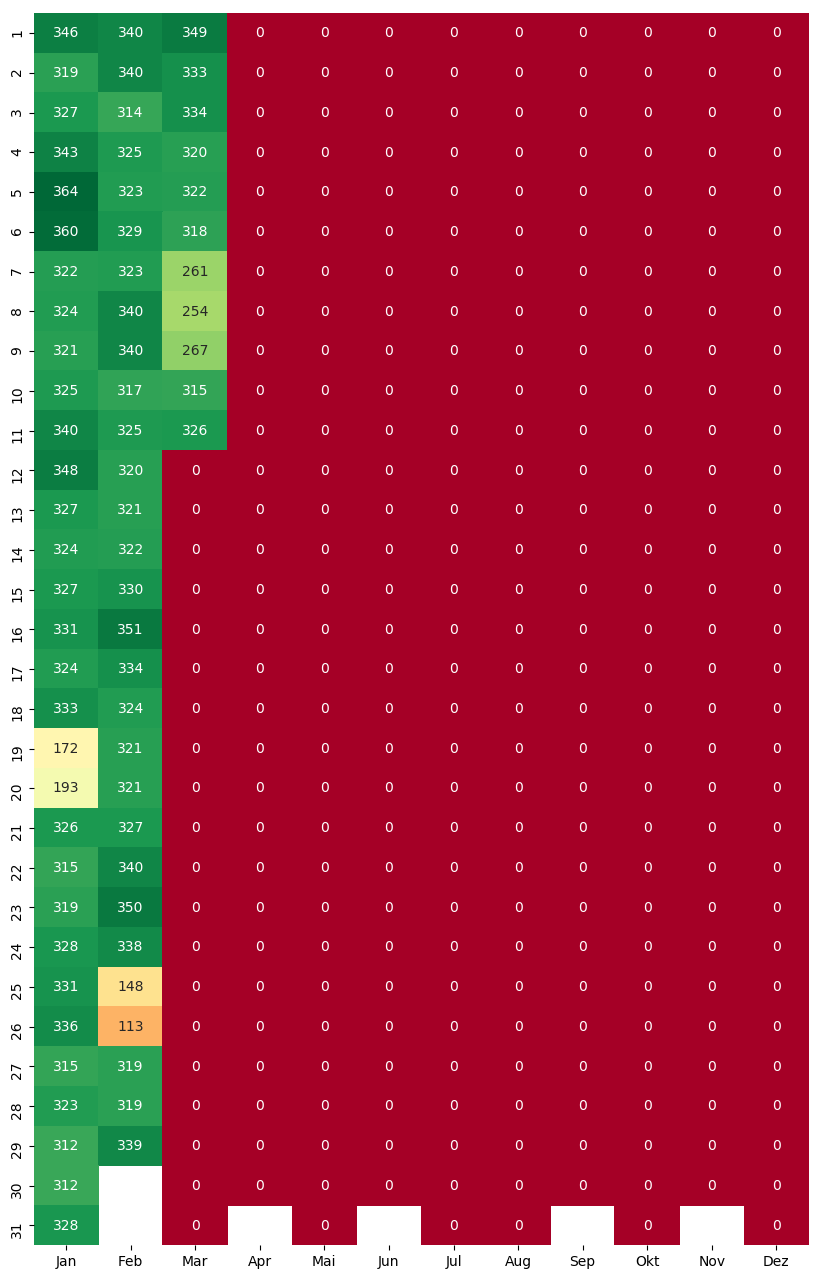 1 346 340 349 0 0 0 0 0 0 0 0 0
2 319 340 333 0 0 0 0 0 0 0 0 0
3 327 314 334 0 0 0 0 0 0 0 0 0
4 343 325 320 0 0 0 0 0 0 0 0 0
5 364 323 322 0 0 0 0 0 0 0 0 0
6 360 329 318 0 0 0 0 0 0 0 0 0
7 322 323 261 0 0 0 0 0 0 0 0 0
8 324 340 254 0 0 0 0 0 0 0 0 0
9 321 340 267 0 0 0 0 0 0 0 0 0
10 325 317 315 0 0 0 0 0 0 0 0 0
11 340 325 326 0 0 0 0 0 0 0 0 0
12 348 320 0 0 0 0 0 0 0 0 0 0
13 327 321 0 0 0 0 0 0 0 0 0 0
14 324 322 0 0 0 0 0 0 0 0 0 0
15 327 330 0 0 0 0 0 0 0 0 0 0
16 331 351 0 0 0 0 0 0 0 0 0 0
17 324 334 0 0 0 0 0 0 0 0 0 0
18 333 324 0 0 0 0 0 0 0 0 0 0
19 172 321 0 0 0 0 0 0 0 0 0 0
20 193 321 0 0 0 0 0 0 0 0 0 0
21 326 327 0 0 0 0 0 0 0 0 0 0
22 315 340 0 0 0 0 0 0 0 0 0 0
23 319 350 0 0 0 0 0 0 0 0 0 0
24 328 338 0 0 0 0 0 0 0 0 0 0
25 331 148 0 0 0 0 0 0 0 0 0 0
26 336 113 0 0 0 0 0 0 0 0 0 0
27 315 319 0 0 0 0 0 0 0 0 0 0
28 323 319 0 0 0 0 0 0 0 0 0 0
29 312 339 0 0 0 0 0 0 0 0 0 0
30 312 0 0 0 0 0 0 0 0 0 0
31 328 0 0 0 0 0 0
Jan Feb Mar Apr Mai Jun Jul Aug Sep Okt Nov Dez